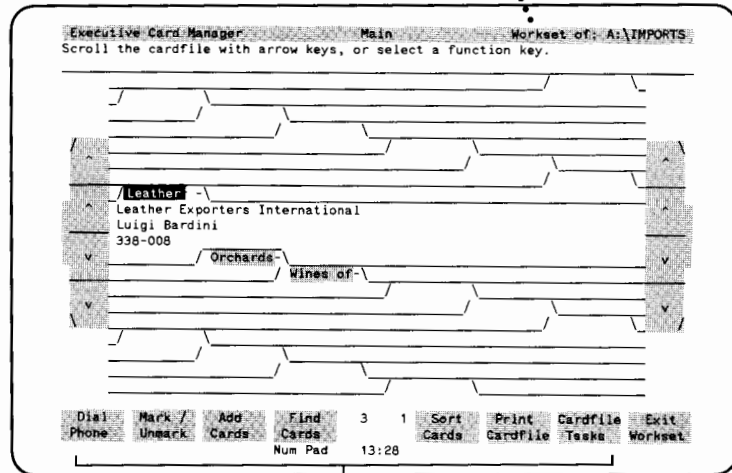 Executive Card Manager Main Workset of: A:\IMPORTS
Scroll the cardfile with arrow keys, or select a function key.
Leather -
Leather Exporters International
Luigi Bardini
338-008
Orchards-
Wines of-
Dial Phone Mark / Unmark Add Cards Find Cards 3 1 Sort Cards Print Cardfile Cardfile Tasks Exit Workset
Num Pad 13:28